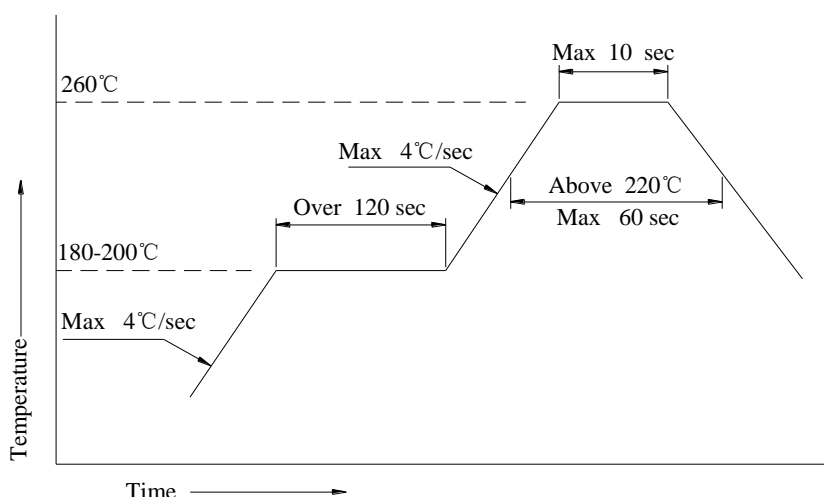 Max 10 sec
260℃
Max 4℃/sec
Above 220℃
Max 60 sec
Over 120 sec
180-200℃
Max 4℃/sec
Temperature
Time